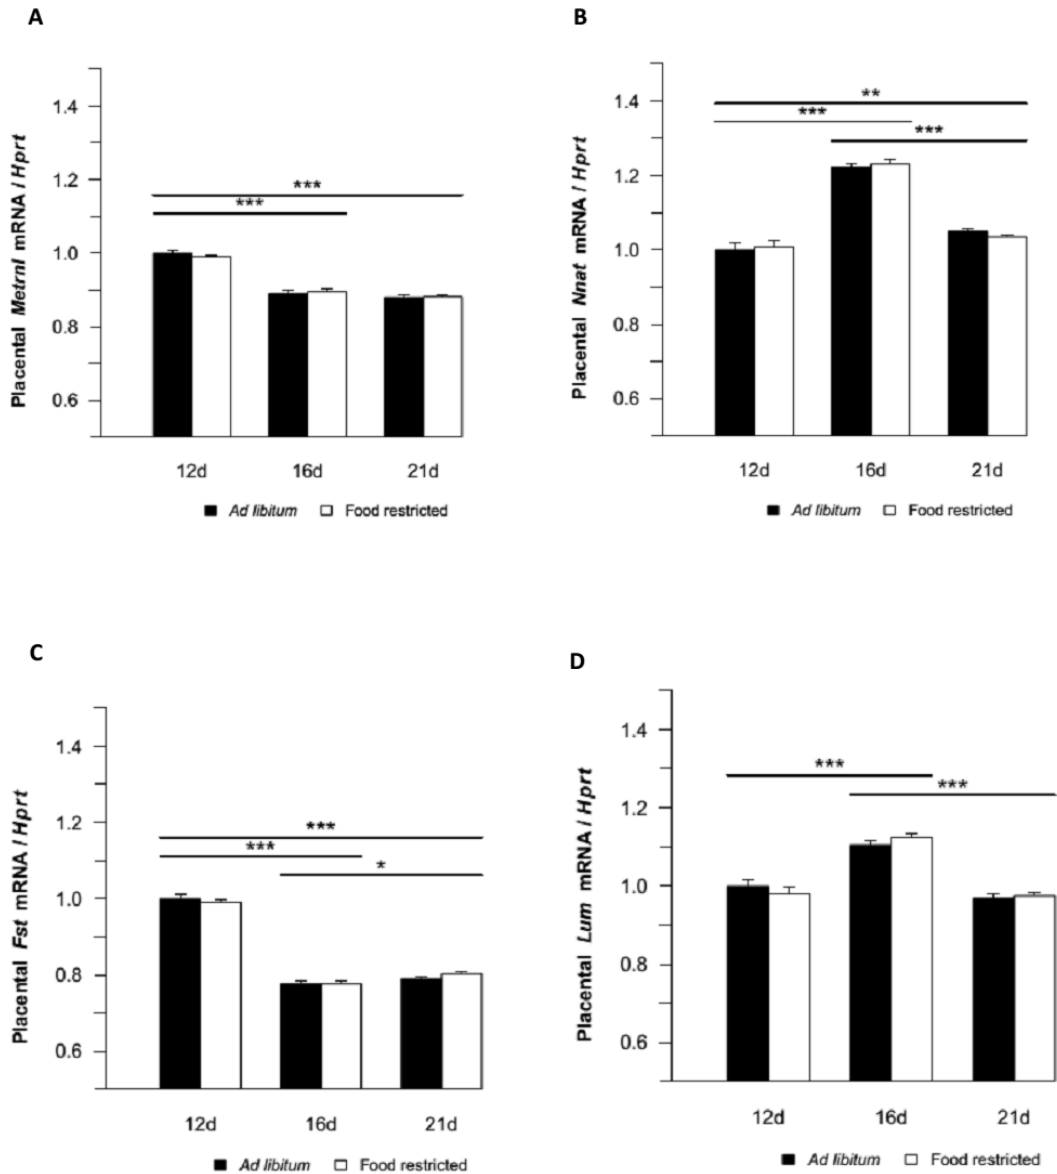 A
Placental Metrnl mRNA / Hprt
1.4
1.2
1.0
0.8
0.6
***
***
12d 16d 21d
Ad libitum Food restricted
B
Placental Nnat mRNA / Hprt
1.4
1.2
1.0
0.8
0.6
**
***
***
12d 16d 21d
Ad libitum Food restricted
C
Placental Fst mRNA / Hprt
1.4
1.2
1.0
0.8
0.6
***
***
*
12d 16d 21d
Ad libitum Food restricted
D
Placental Lum mRNA / Hprt
1.4
1.2
1.0
0.8
0.6
***
***
12d 16d 21d
Ad libitum Food restricted